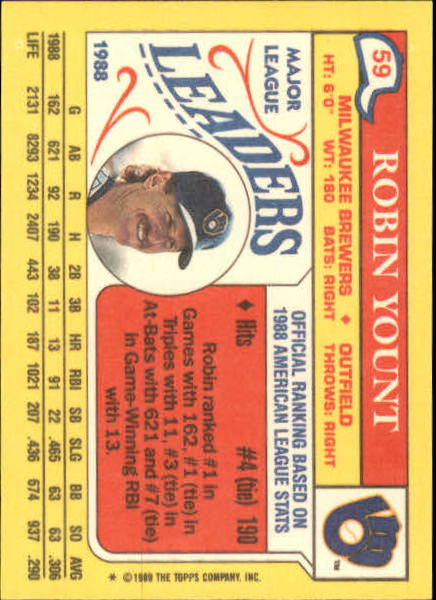 59
ROBIN YOUNT
MILWAUKEE BREWERS ♦ OUTFIELD
HT: 6'0" WT: 180 BATS: RIGHT THROWS: RIGHT
TM
MAJOR
LEAGUE
LEADERS
1988
OFFICIAL RANKING BASED ON
1988 AMERICAN LEAGUE STATS
♦ Hits #4 (tie) 190
Robin ranked #1 in
Games with 162, #1 (tie) in
Triples with 11, #3 (tie) in
At-Bats with 621 and #7 (tie)
in Game-Winning RBI
with 13.
G AB R H 2B 3B HR RBI SB SLG BB SO AVG
1988 162 621 92 190 38 11 13 91 22 .465 63 63 .306
LIFE 2131 8293 1234 2407 443 102 187 1021 207 .436 674 937 .290
* ©1989 THE TOPPS COMPANY, INC.